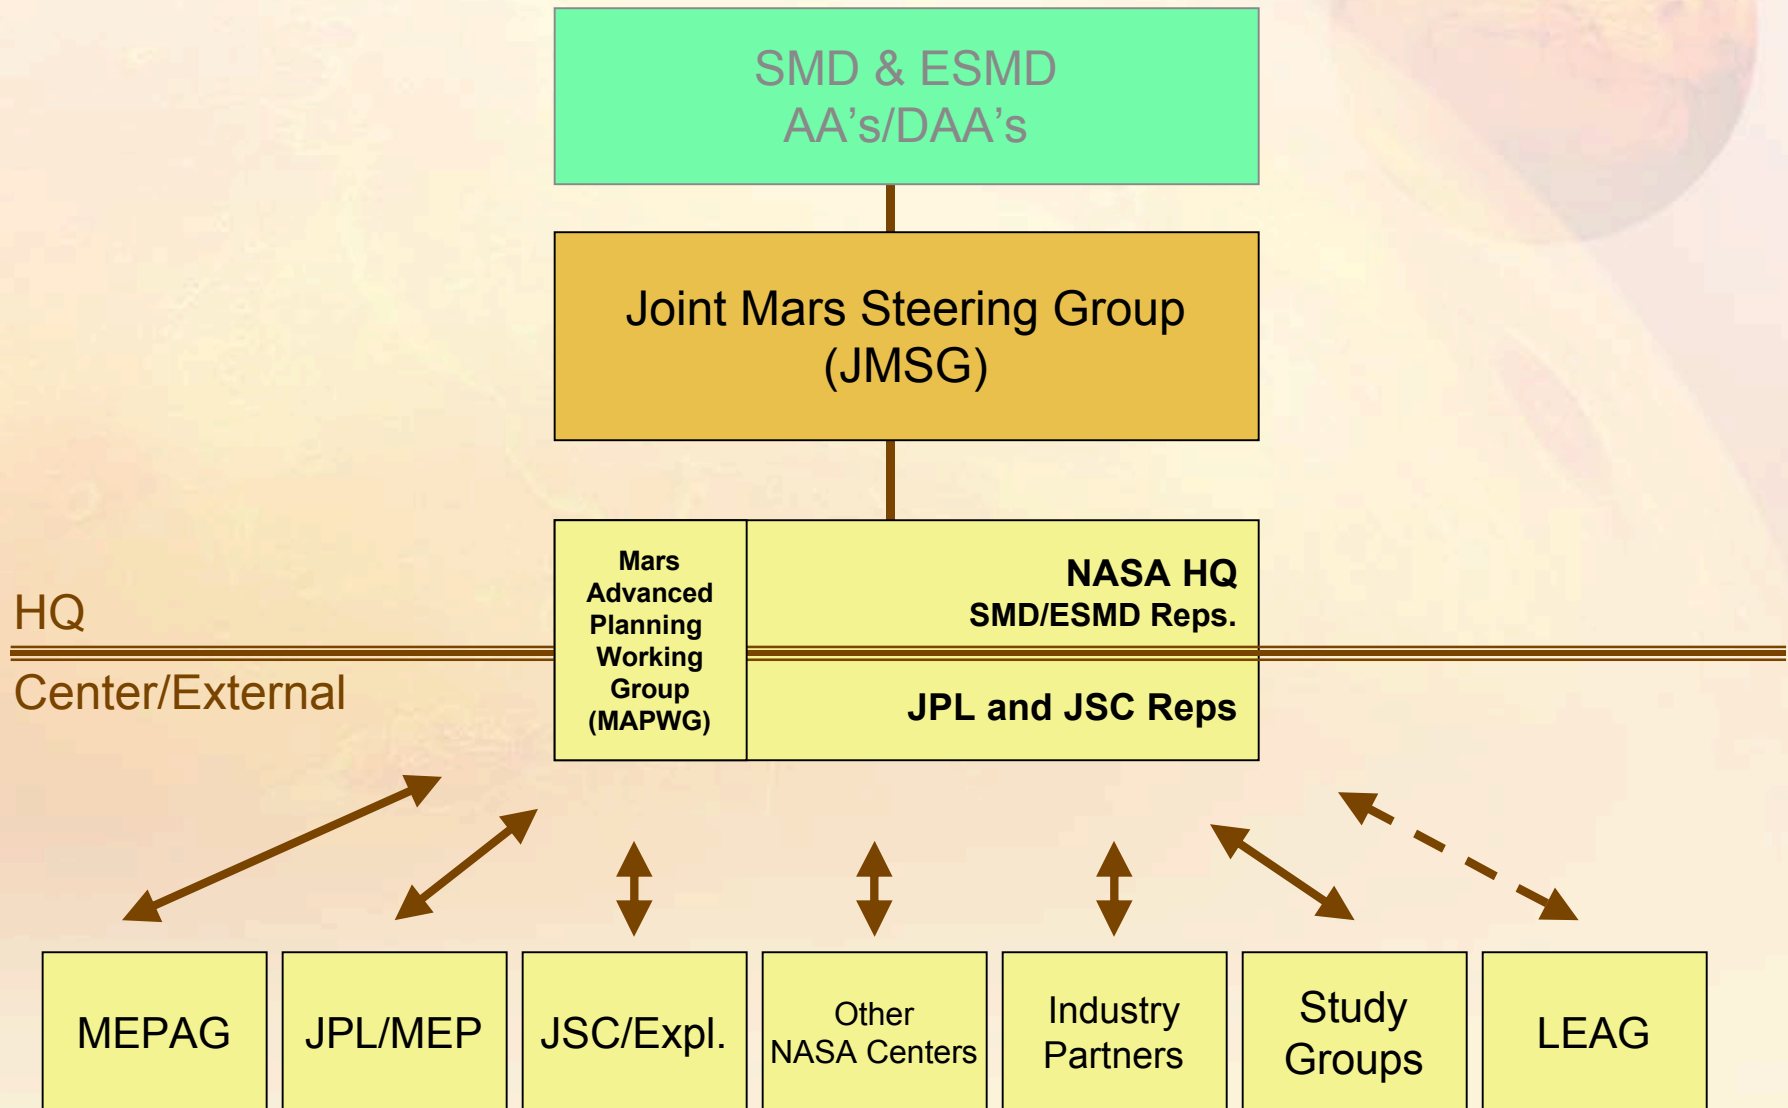 SMD & ESMD
AA’s/DAA’s
Joint Mars Steering Group
(JMSG)
Mars
Advanced
Planning
Working
Group
(MAPWG)
NASA HQ
SMD/ESMD Reps.
JPL and JSC Reps
HQ
Center/External
MEPAG
JPL/MEP
JSC/Expl.
Other
NASA Centers
Industry
Partners
Study
Groups
LEAG